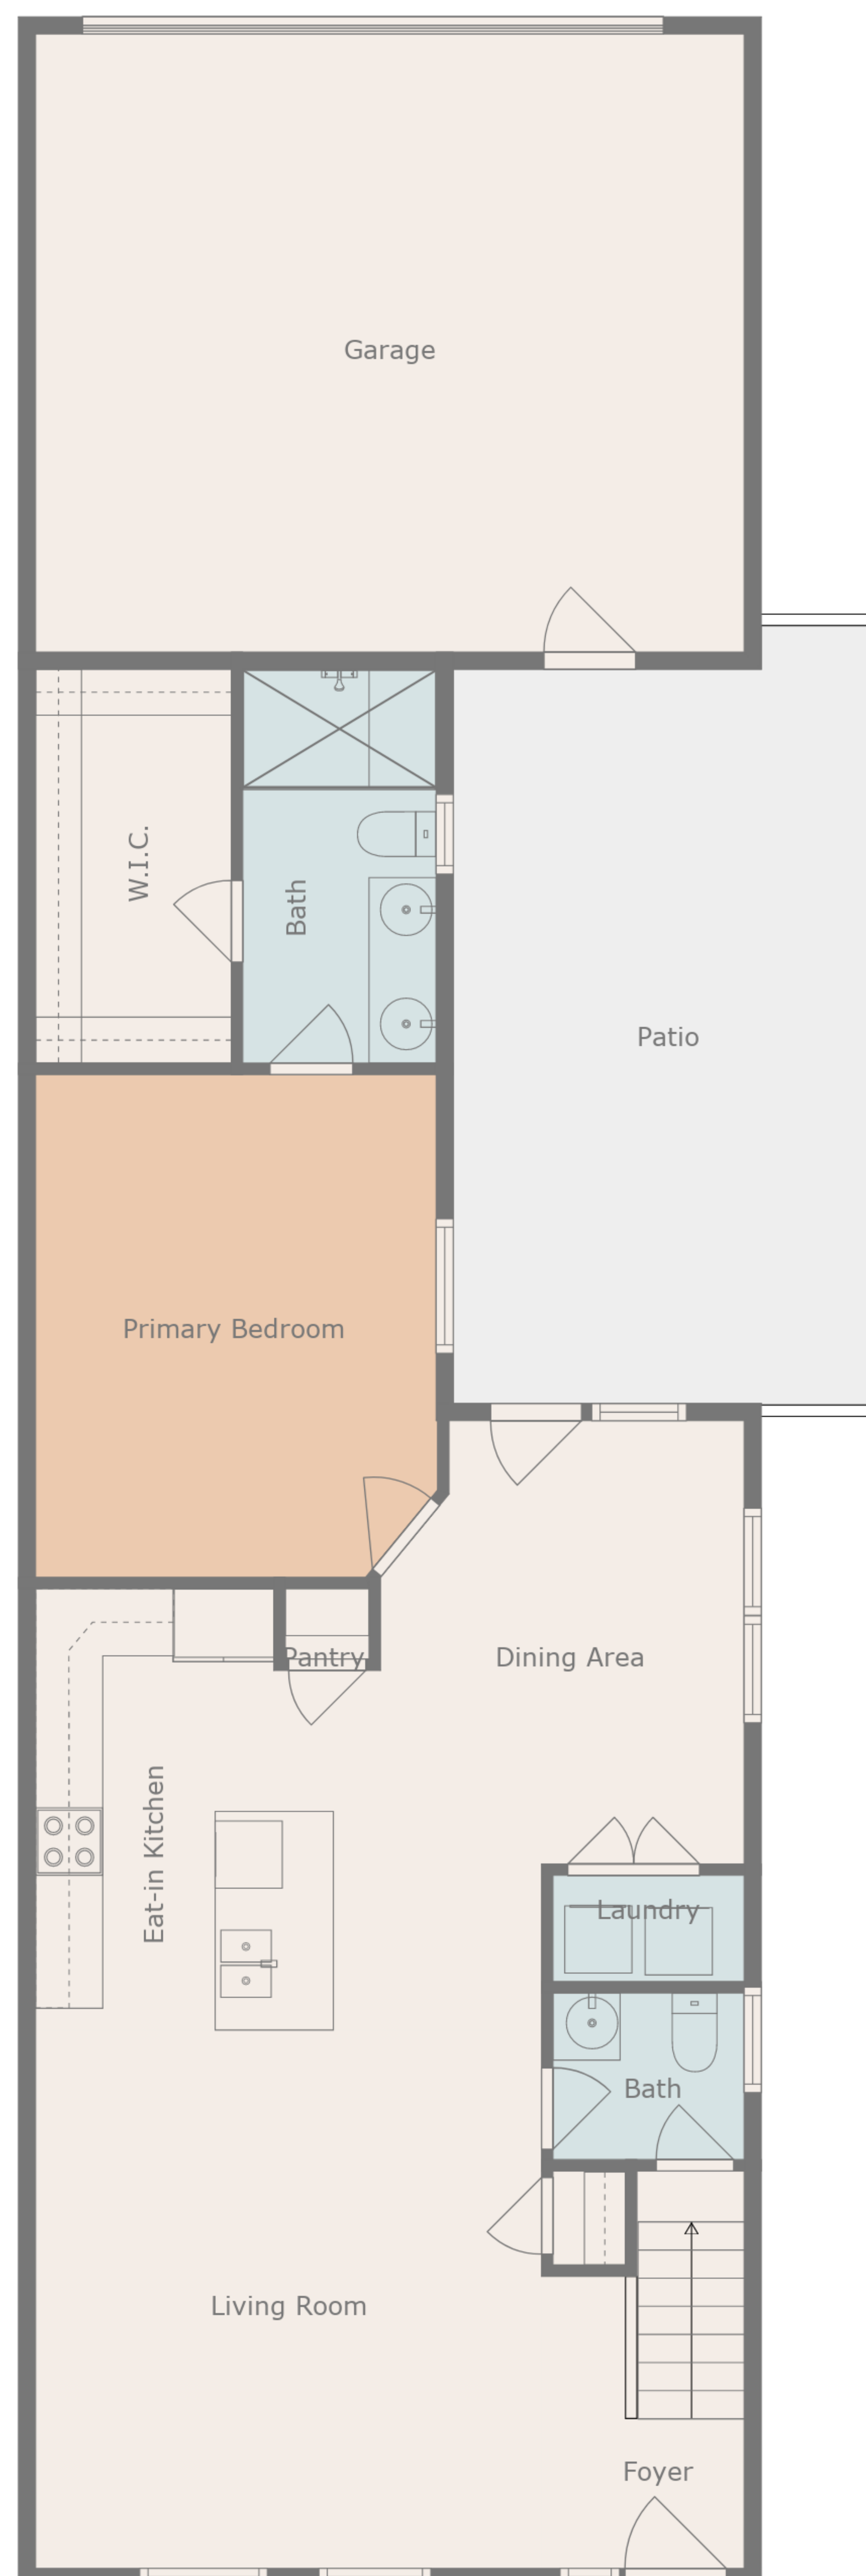 Garage
W.I.C.
Bath
Patio
Primary Bedroom
Pantry
Dining Area
Eat-in Kitchen
Laundry
Bath
Living Room
Foyer